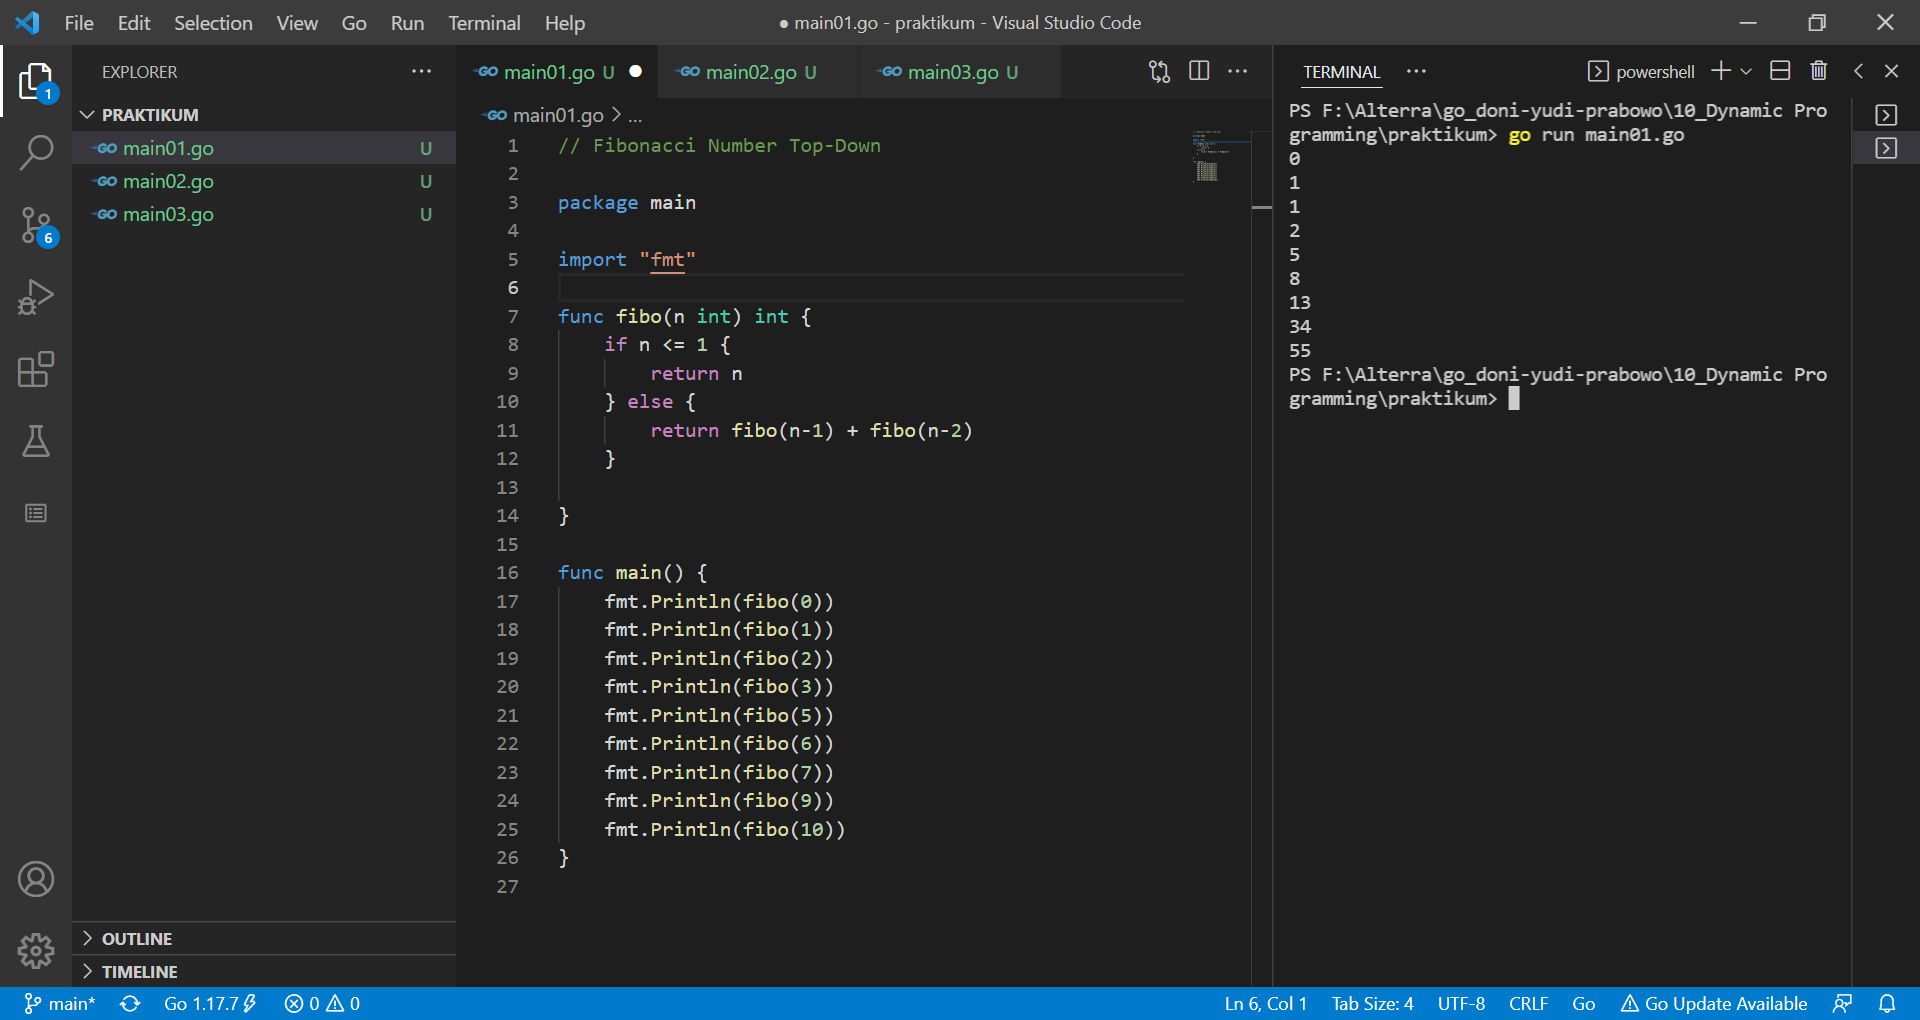 File Edit Selection View Go Run Terminal Help
● main01.go - praktikum - Visual Studio Code
1
6
EXPLORER
PRAKTIKUM
main01.go U
main02.go U
main03.go U
OUTLINE
TIMELINE
GO main01.go U
GO main02.go U
GO main03.go U
GO main01.go > ...
1 // Fibonacci Number Top-Down
2
3 package main
4
5 import "fmt"
6
7 func fibo(n int) int {
8 if n <= 1 {
9 return n
10 } else {
11 return fibo(n-1) + fibo(n-2)
12 }
13
14 }
15
16 func main() {
17 fmt.Println(fibo(0))
18 fmt.Println(fibo(1))
19 fmt.Println(fibo(2))
20 fmt.Println(fibo(3))
21 fmt.Println(fibo(5))
22 fmt.Println(fibo(6))
23 fmt.Println(fibo(7))
24 fmt.Println(fibo(9))
25 fmt.Println(fibo(10))
26 }
27
TERMINAL
powershell
PS F:\Alterra\go_doni-yudi-prabowo\10_Dynamic Pro
gramming\praktikum> go run main01.go
0
1
1
2
5
8
13
34
55
PS F:\Alterra\go_doni-yudi-prabowo\10_Dynamic Pro
gramming\praktikum>
main* Go 1.17.7 0 0 Ln 6, Col 1 Tab Size: 4 UTF-8 CRLF Go Go Update Available